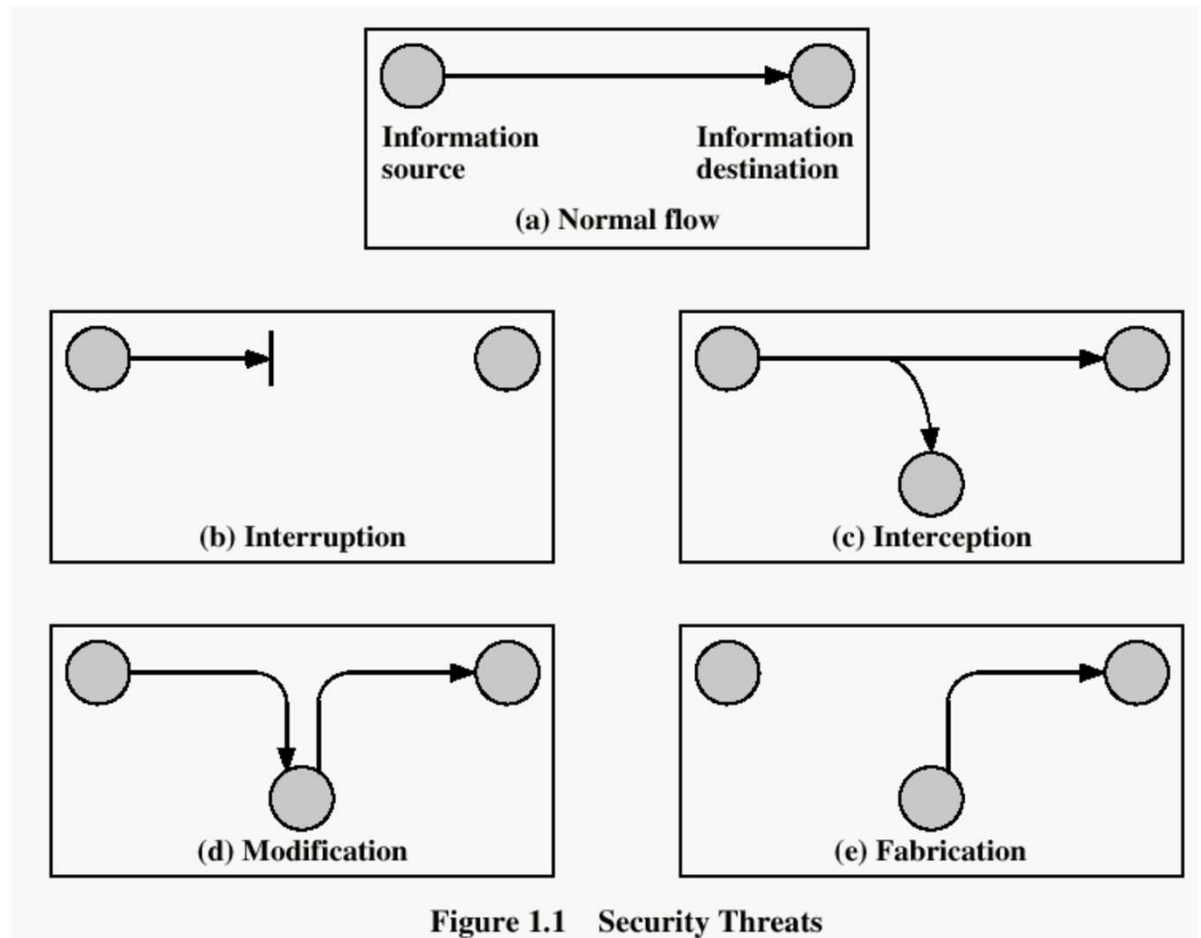 Information
source
Information
destination
(a) Normal flow
(b) Interruption
(c) Interception
(d) Modification
(e) Fabrication
Figure 1.1 Security Threats